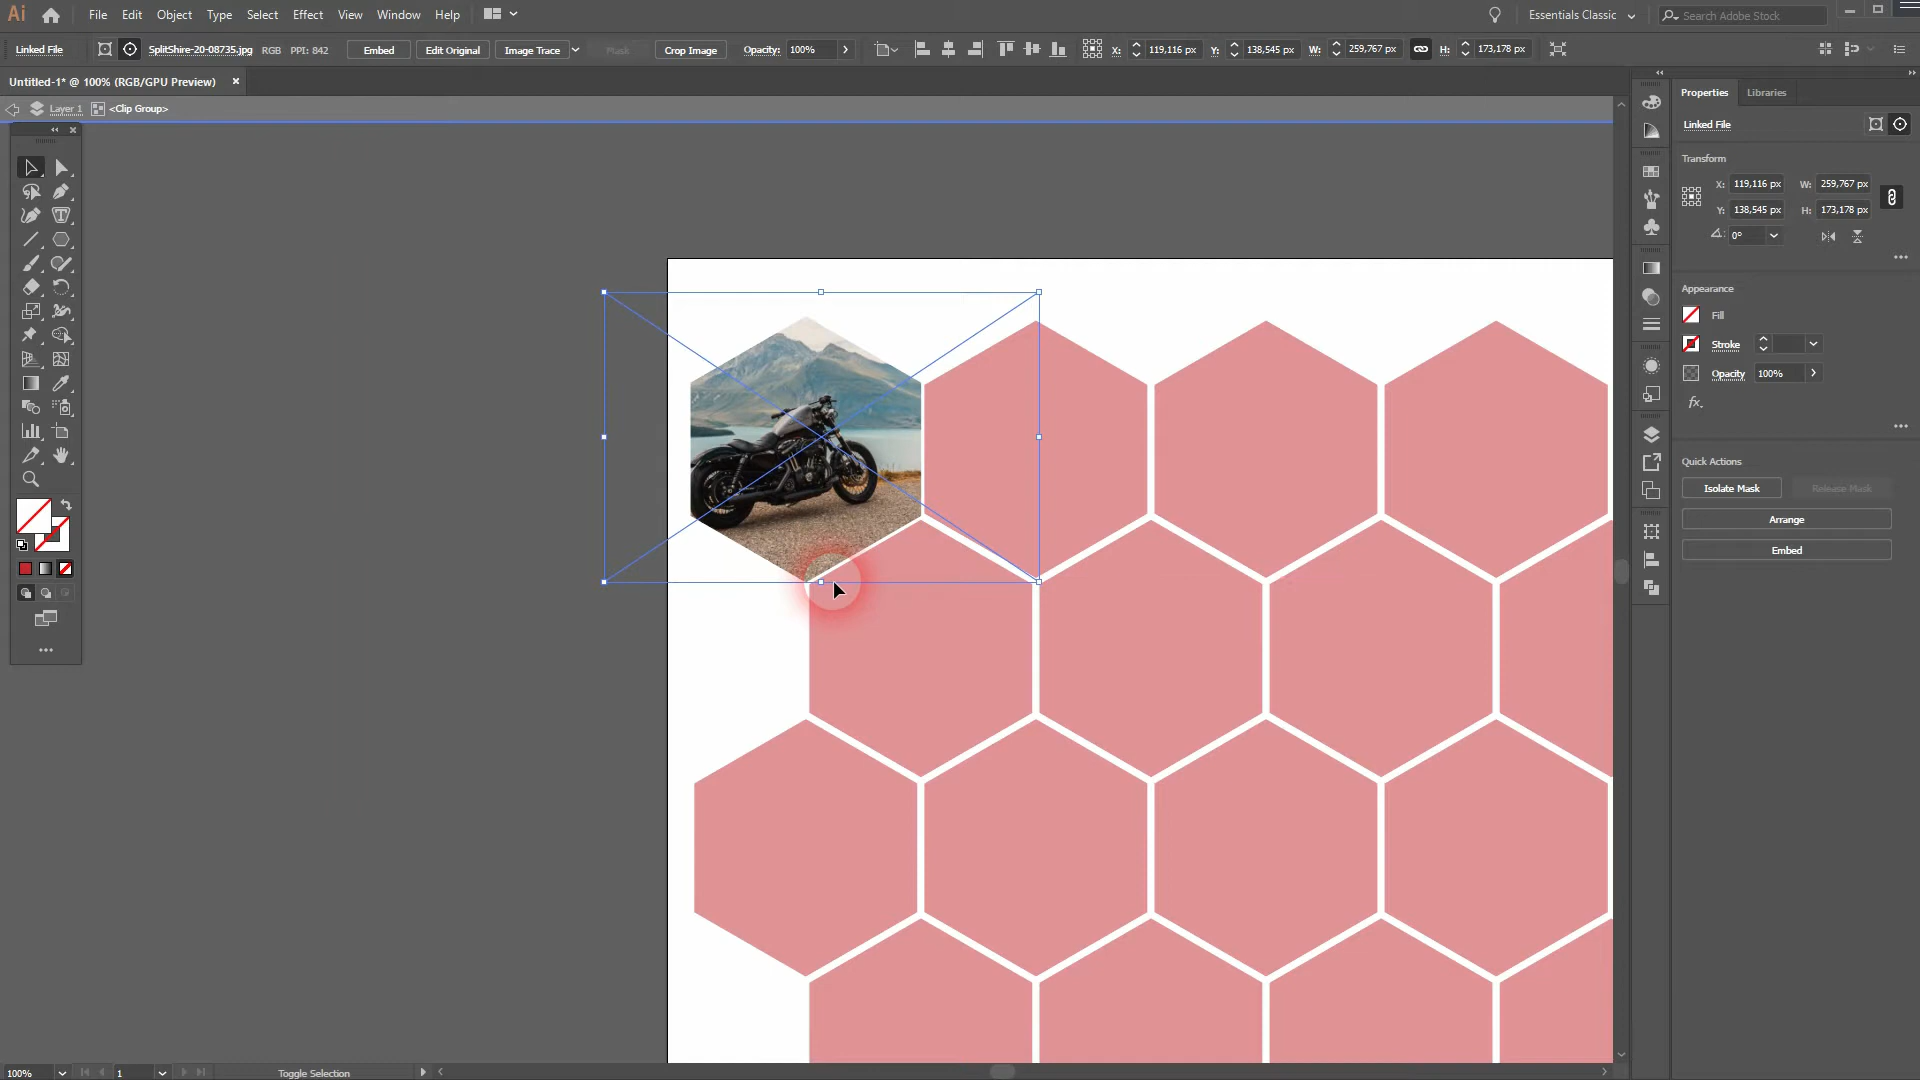 Ai File Edit Object Type Select Effect View Window Help Essentials Classic Search Adobe Stock
Linked File SplitShire-20-08735.jpg RGB PPI: 842 Embed Edit Original Image Trace Mask Crop Image Opacity: 100% X: 119,116 px Y: 138,545 px W: 259,767 px H: 173,178 px
Untitled-1* @ 100% (RGB/GPU Preview)
Layer 1 <Clip Group>
Properties Libraries
Linked File
Transform
X: 119,116 px W: 259,767 px
Y: 138,545 px H: 173,178 px
0°
Appearance
Fill
Stroke
Opacity 100%
fx.
Quick Actions
Isolate Mask Release Mask
Arrange
Embed
100% 1 Toggle Selection